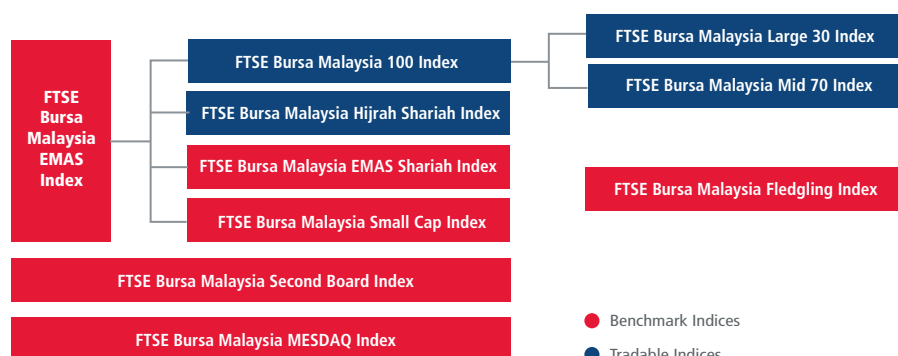 FTSE
Bursa
Malaysia
EMAS
Index
FTSE Bursa Malaysia 100 Index
FTSE Bursa Malaysia Hijrah Shariah Index
FTSE Bursa Malaysia EMAS Shariah Index
FTSE Bursa Malaysia Small Cap Index
FTSE Bursa Malaysia Large 30 Index
FTSE Bursa Malaysia Mid 70 Index
FTSE Bursa Malaysia Fledgling Index
FTSE Bursa Malaysia Second Board Index
FTSE Bursa Malaysia MESDAQ Index
Benchmark Indices
Tradable Indices